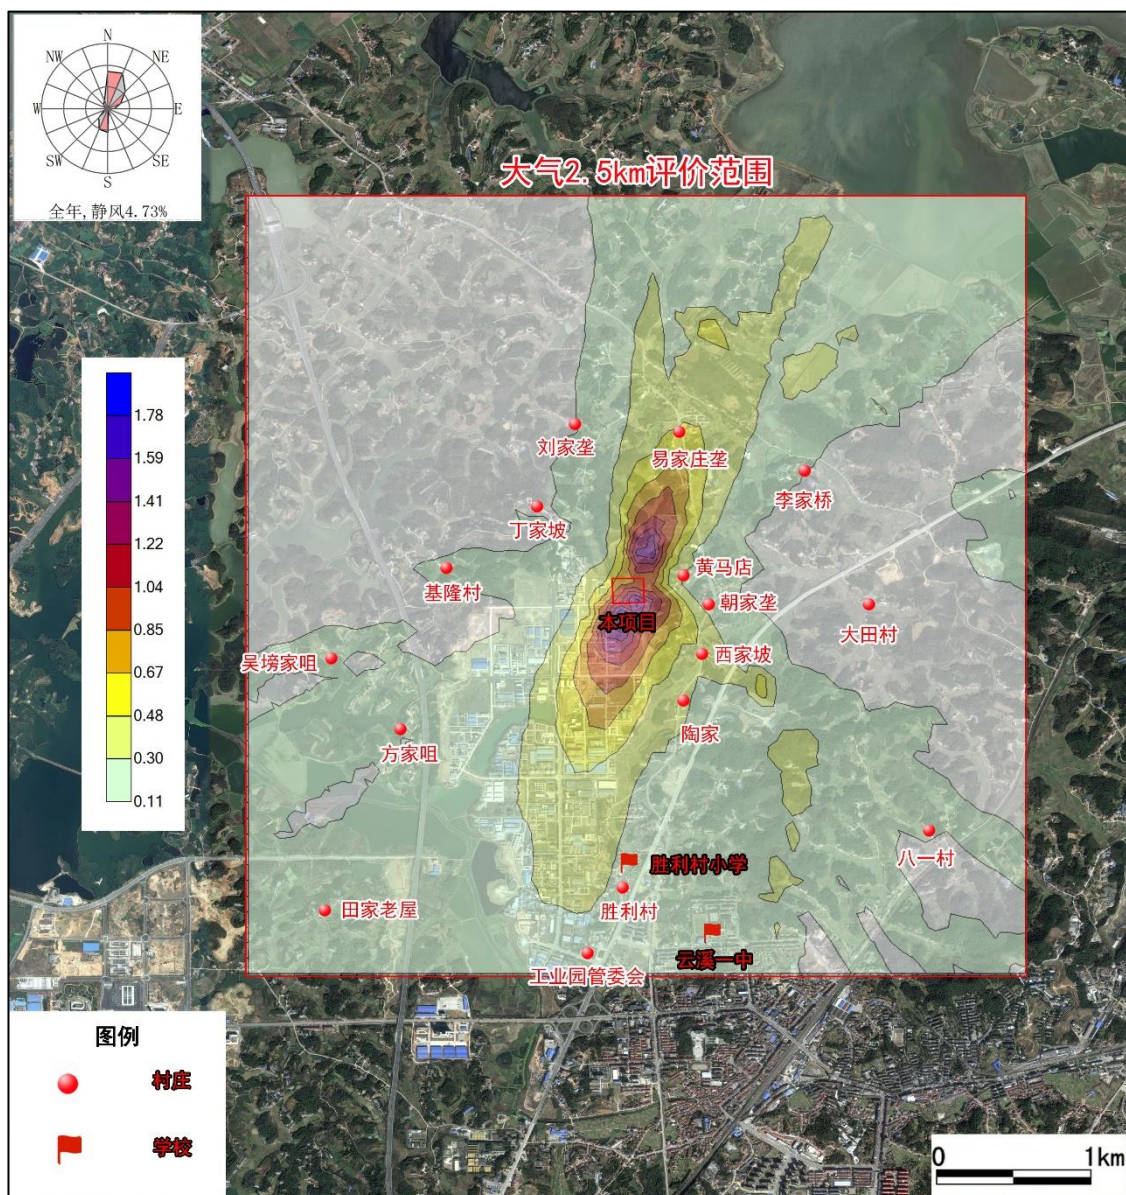 N
NW
NE
W
E
SW
SE
S
全年,静风4.73%
大气2.5km评价范围
1.78
1.59
1.41
1.22
1.04
0.85
0.67
0.48
0.30
0.11
刘家垄
易家庄垄
李家桥
丁家坡
基隆村
黄马店
朝家垄
大田村
本项目
吴塝家咀
西家坡
方家咀
陶家
八一村
胜利村小学
田家老屋
胜利村
云溪一中
工业园管委会
图例
村庄
学校
0
1km